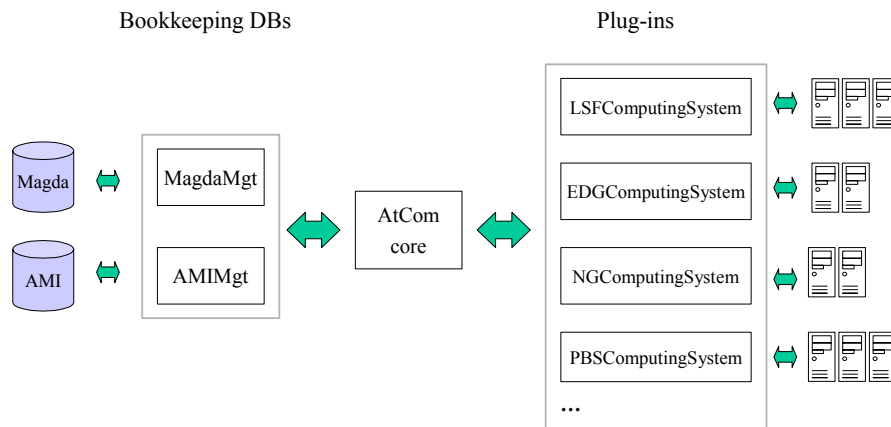 Bookkeeping DBs
Plug-ins
Magda
AMI
MagdaMgt
AMIMgt
AtCom
core
LSFComputingSystem
EDGComputingSystem
NGComputingSystem
PBSComputingSystem
...